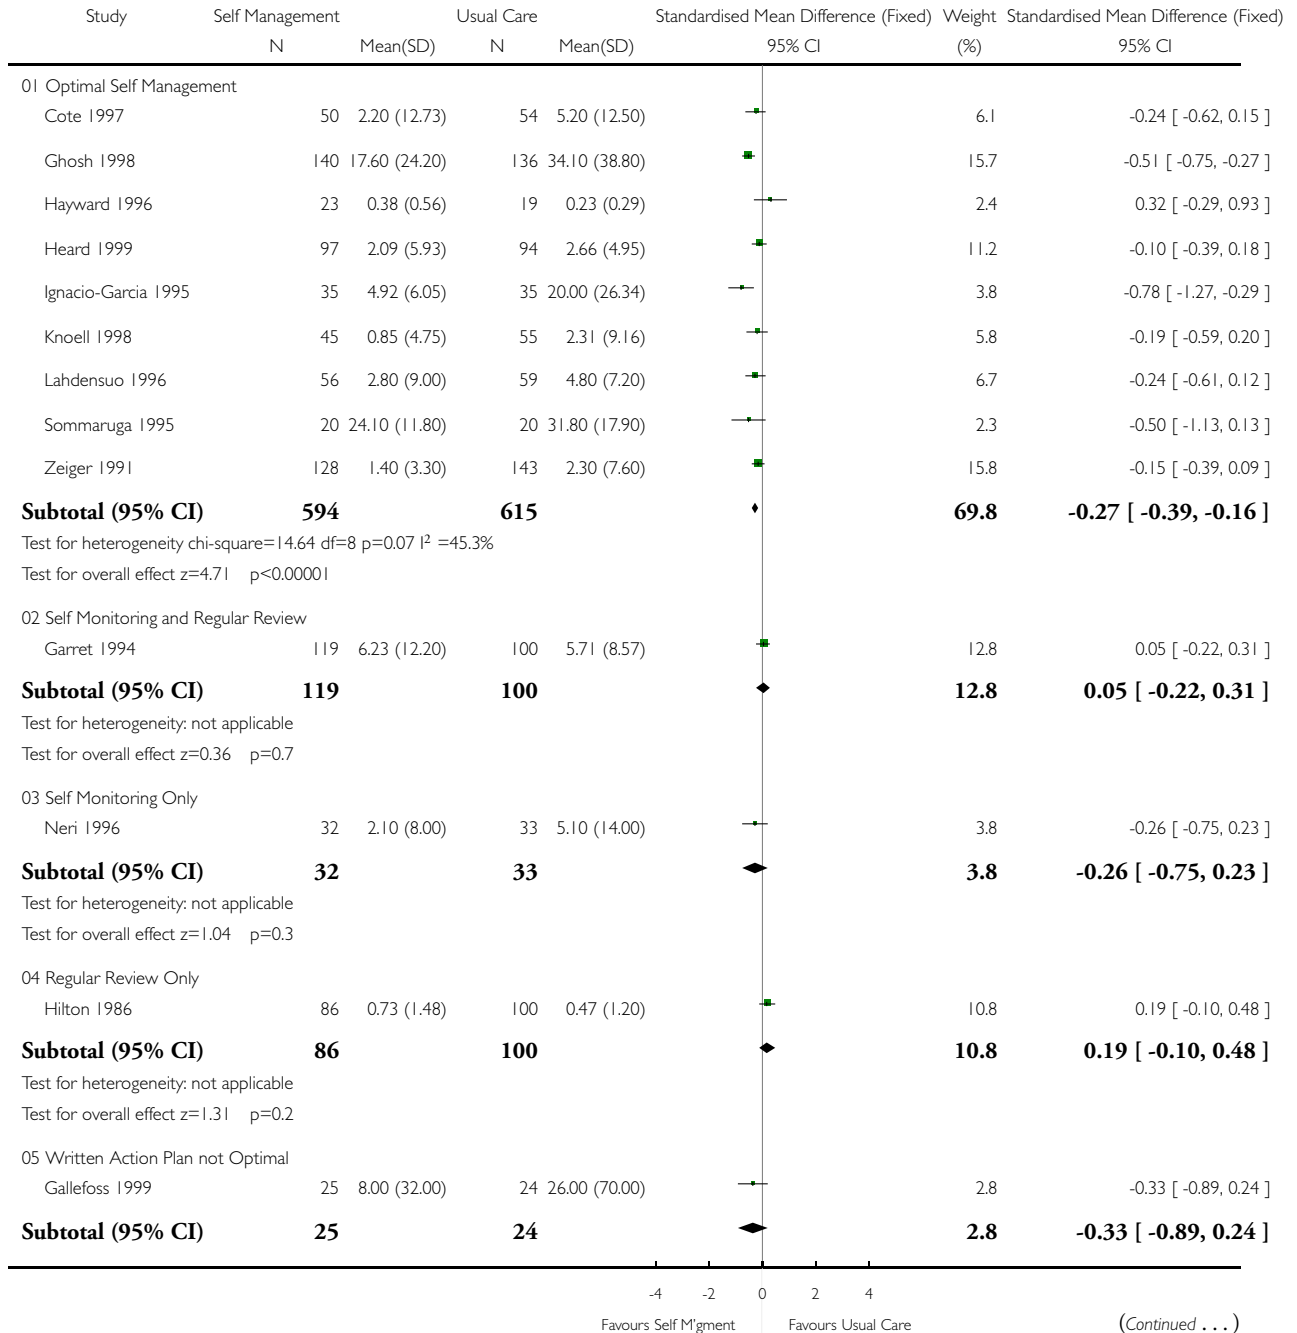 Study Self Management Usual Care Standardised Mean Difference (Fixed) Weight Standardised Mean Difference (Fixed)
N Mean(SD) N Mean(SD) 95% CI (%) 95% CI
01 Optimal Self Management
Cote 1997 50 2.20 (12.73) 54 5.20 (12.50) 6.1 -0.24 [ -0.62, 0.15 ]
Ghosh 1998 140 17.60 (24.20) 136 34.10 (38.80) 15.7 -0.51 [ -0.75, -0.27 ]
Hayward 1996 23 0.38 (0.56) 19 0.23 (0.29) 2.4 0.32 [ -0.29, 0.93 ]
Heard 1999 97 2.09 (5.93) 94 2.66 (4.95) 11.2 -0.10 [ -0.39, 0.18 ]
Ignacio-Garcia 1995 35 4.92 (6.05) 35 20.00 (26.34) 3.8 -0.78 [ -1.27, -0.29 ]
Knoell 1998 45 0.85 (4.75) 55 2.31 (9.16) 5.8 -0.19 [ -0.59, 0.20 ]
Lahdensuo 1996 56 2.80 (9.00) 59 4.80 (7.20) 6.7 -0.24 [ -0.61, 0.12 ]
Sommaruga 1995 20 24.10 (11.80) 20 31.80 (17.90) 2.3 -0.50 [ -1.13, 0.13 ]
Zeiger 1991 128 1.40 (3.30) 143 2.30 (7.60) 15.8 -0.15 [ -0.39, 0.09 ]
Subtotal (95% CI) 594 615 69.8 -0.27 [ -0.39, -0.16 ]
Test for heterogeneity chi-square=14.64 df=8 p=0.07 I² =45.3%
Test for overall effect z=4.71 p<0.00001
02 Self Monitoring and Regular Review
Garret 1994 119 6.23 (12.20) 100 5.71 (8.57) 12.8 0.05 [ -0.22, 0.31 ]
Subtotal (95% CI) 119 100 12.8 0.05 [ -0.22, 0.31 ]
Test for heterogeneity: not applicable
Test for overall effect z=0.36 p=0.7
03 Self Monitoring Only
Neri 1996 32 2.10 (8.00) 33 5.10 (14.00) 3.8 -0.26 [ -0.75, 0.23 ]
Subtotal (95% CI) 32 33 3.8 -0.26 [ -0.75, 0.23 ]
Test for heterogeneity: not applicable
Test for overall effect z=1.04 p=0.3
04 Regular Review Only
Hilton 1986 86 0.73 (1.48) 100 0.47 (1.20) 10.8 0.19 [ -0.10, 0.48 ]
Subtotal (95% CI) 86 100 10.8 0.19 [ -0.10, 0.48 ]
Test for heterogeneity: not applicable
Test for overall effect z=1.31 p=0.2
05 Written Action Plan not Optimal
Gallefoss 1999 25 8.00 (32.00) 24 26.00 (70.00) 2.8 -0.33 [ -0.89, 0.24 ]
Subtotal (95% CI) 25 24 2.8 -0.33 [ -0.89, 0.24 ]
-4 -2 0 2 4
Favours Self M'gment Favours Usual Care (Continued . . . )